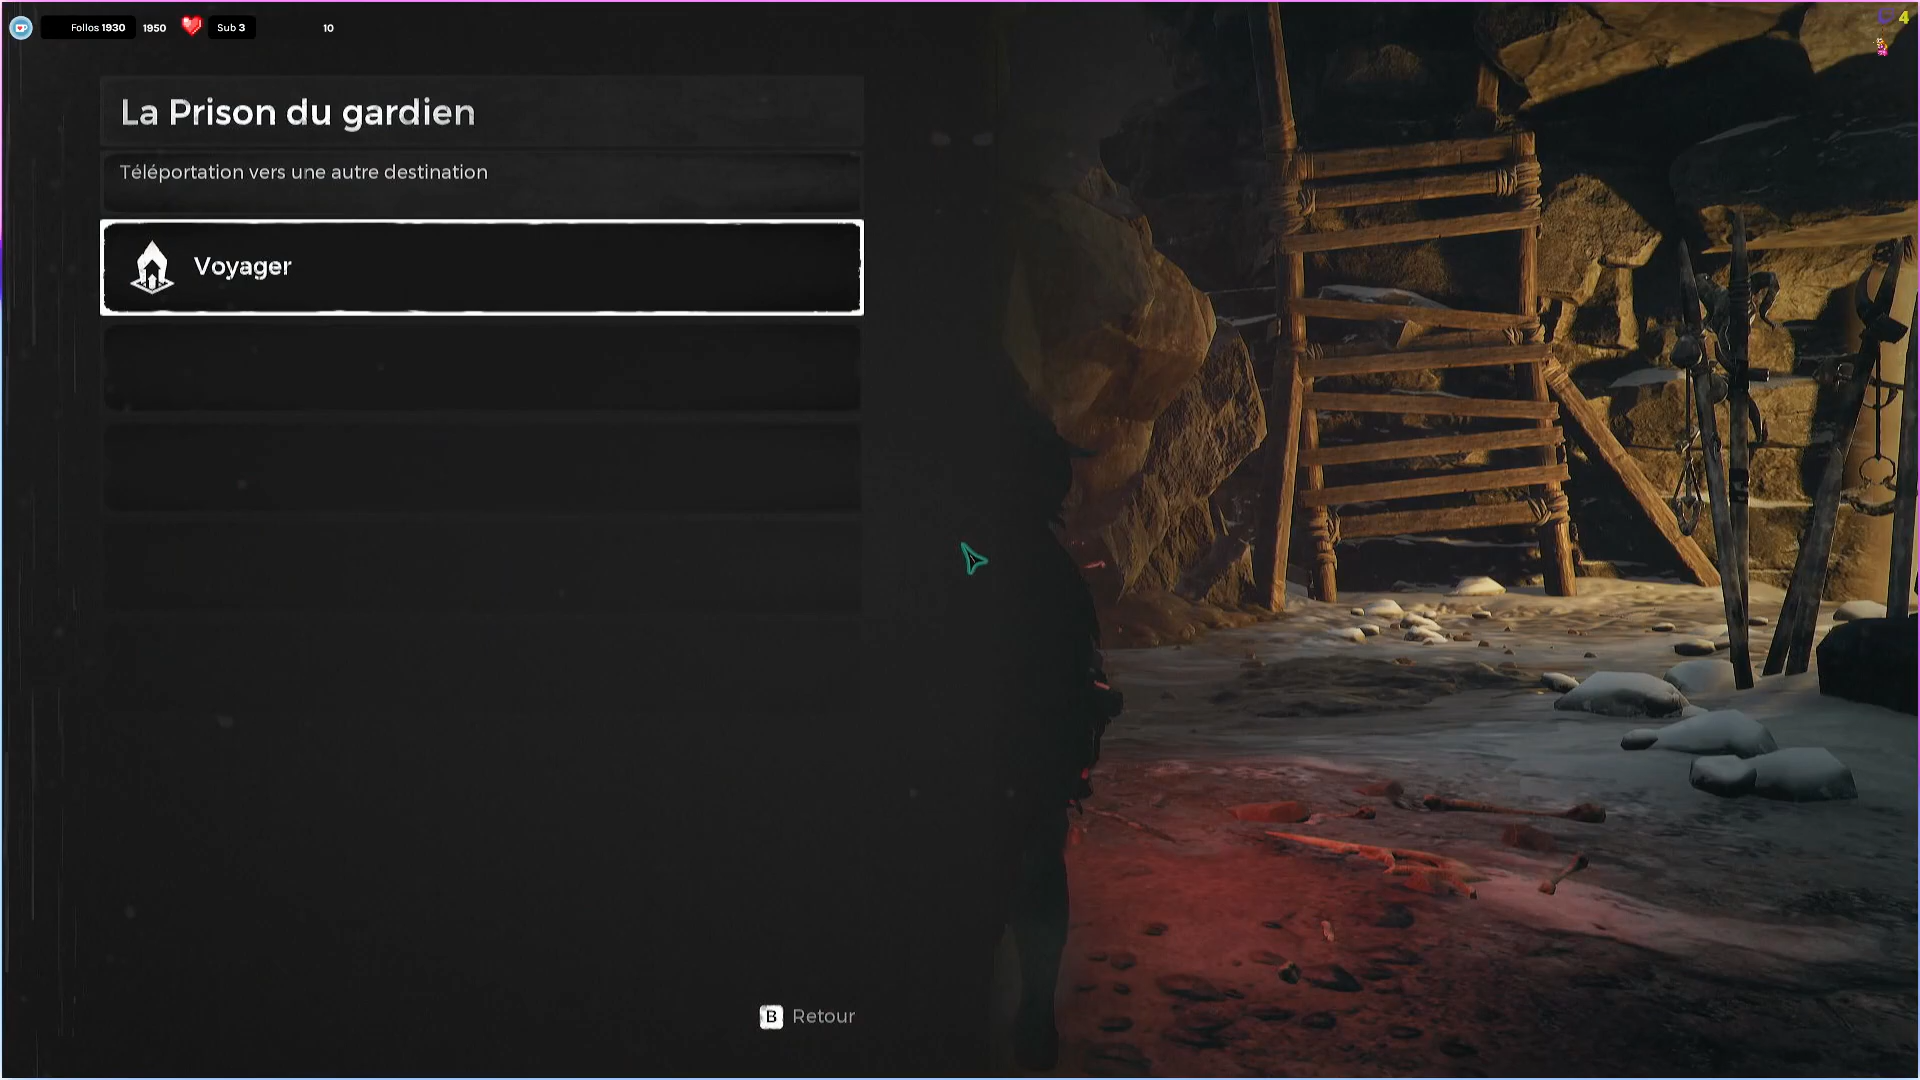 Follos 1930 1950 Sub 3 10
4
La Prison du gardien
Téléportation vers une autre destination
Voyager
B Retour